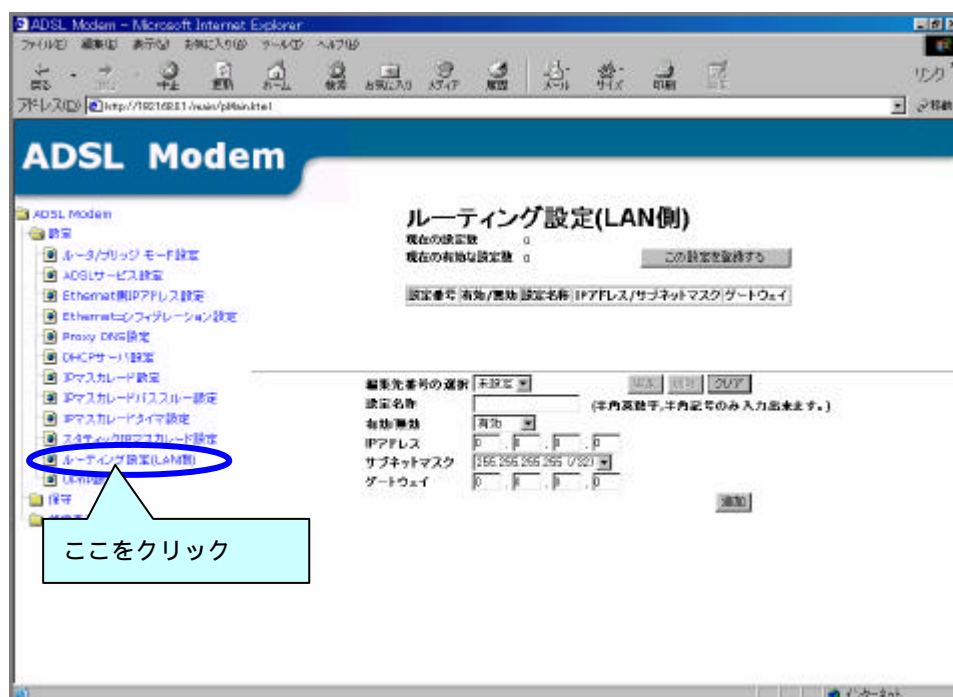 ADSL Modem - Microsoft Internet Explorer
ファイル(F) 編集(E) 表示(V) お気に入り(A) ツール(T) ヘルプ(H)
戻る 中止 更新 ホーム 検索 お気に入り メディア 履歴 メール サイズ 印刷
リンク
アドレス(D) http://192.168.1.1/main/pMain.html 移動
ADSL Modem
ADSL Modem
設定
ルータ/ブリッジ モード設定
ADSLサービス設定
Ethernet側IPアドレス設定
Ethernetコンフィグレーション設定
Proxy DNS設定
DHCPサーバ設定
IPマスカレード設定
IPマスカレードパススルー設定
IPマスカレードタイマ設定
スタティックIPマスカレード設定
ルーティング設定(LAN側)
保守
ここをクリック
ルーティング設定(LAN側)
現在の設定数 0
現在の有効な設定数 0
この設定を登録する
設定番号 有効/無効 設定名称 IPアドレス/サブネットマスク ゲートウェイ
編集先番号の選択 未設定 編集 削除 クリア
設定名称 (半角英数字,半角記号のみ入力出来ます。)
有効/無効 有効
IPアドレス 0 . 0 . 0 . 0
サブネットマスク 255.255.255.255 (/32)
ゲートウェイ 0 . 0 . 0 . 0
追加
インターネット